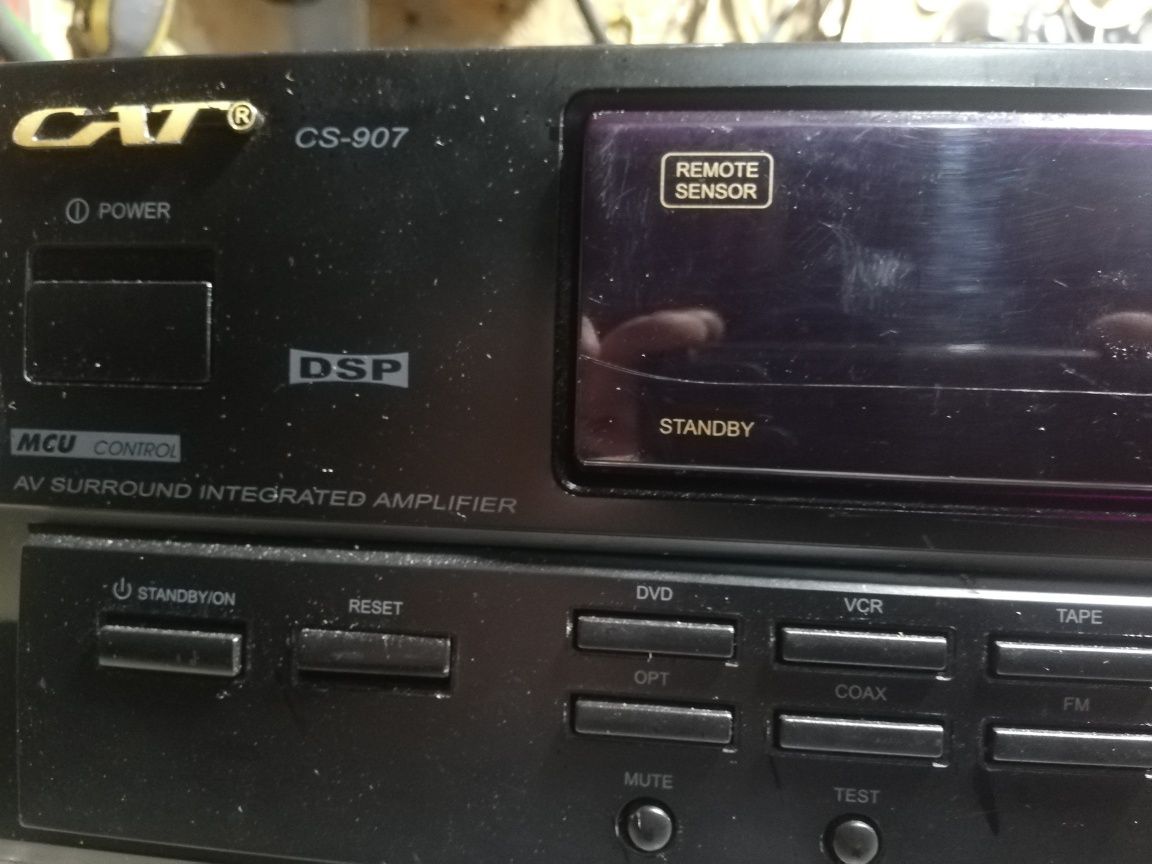 CAT®
CS-907
POWER
REMOTE
SENSOR
DSP
STANDBY
MCU CONTROL
AV SURROUND INTEGRATED AMPLIFIER
STANDBY/ON
RESET
DVD
VCR
TAPE
OPT
COAX
FM
MUTE
TEST